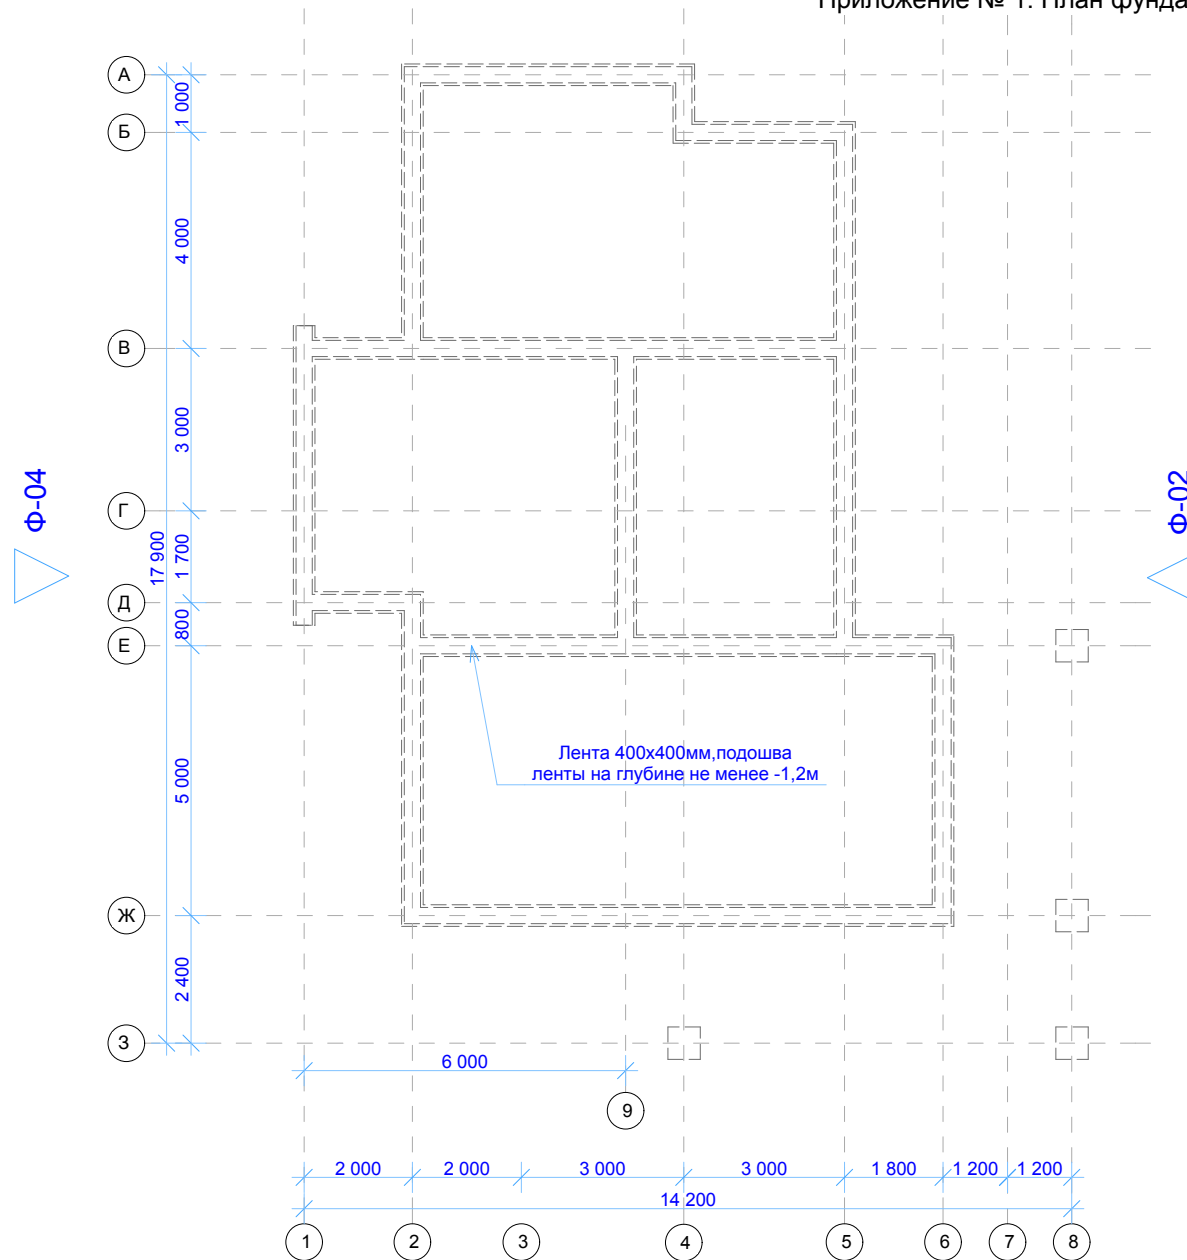 Приложение № 1. План фунда
А
1 000
Б
4 000
В
3 000
Ф-04
Ф-02
Г
17 900
1 700
Д
800
Е
Лента 400х400мм,подошва
ленты на глубине не менее -1,2м
5 000
Ж
2 400
З
6 000
9
2 000
2 000
3 000
3 000
1 800
1 200
1 200
14 200
1
2
3
4
5
6
7
8